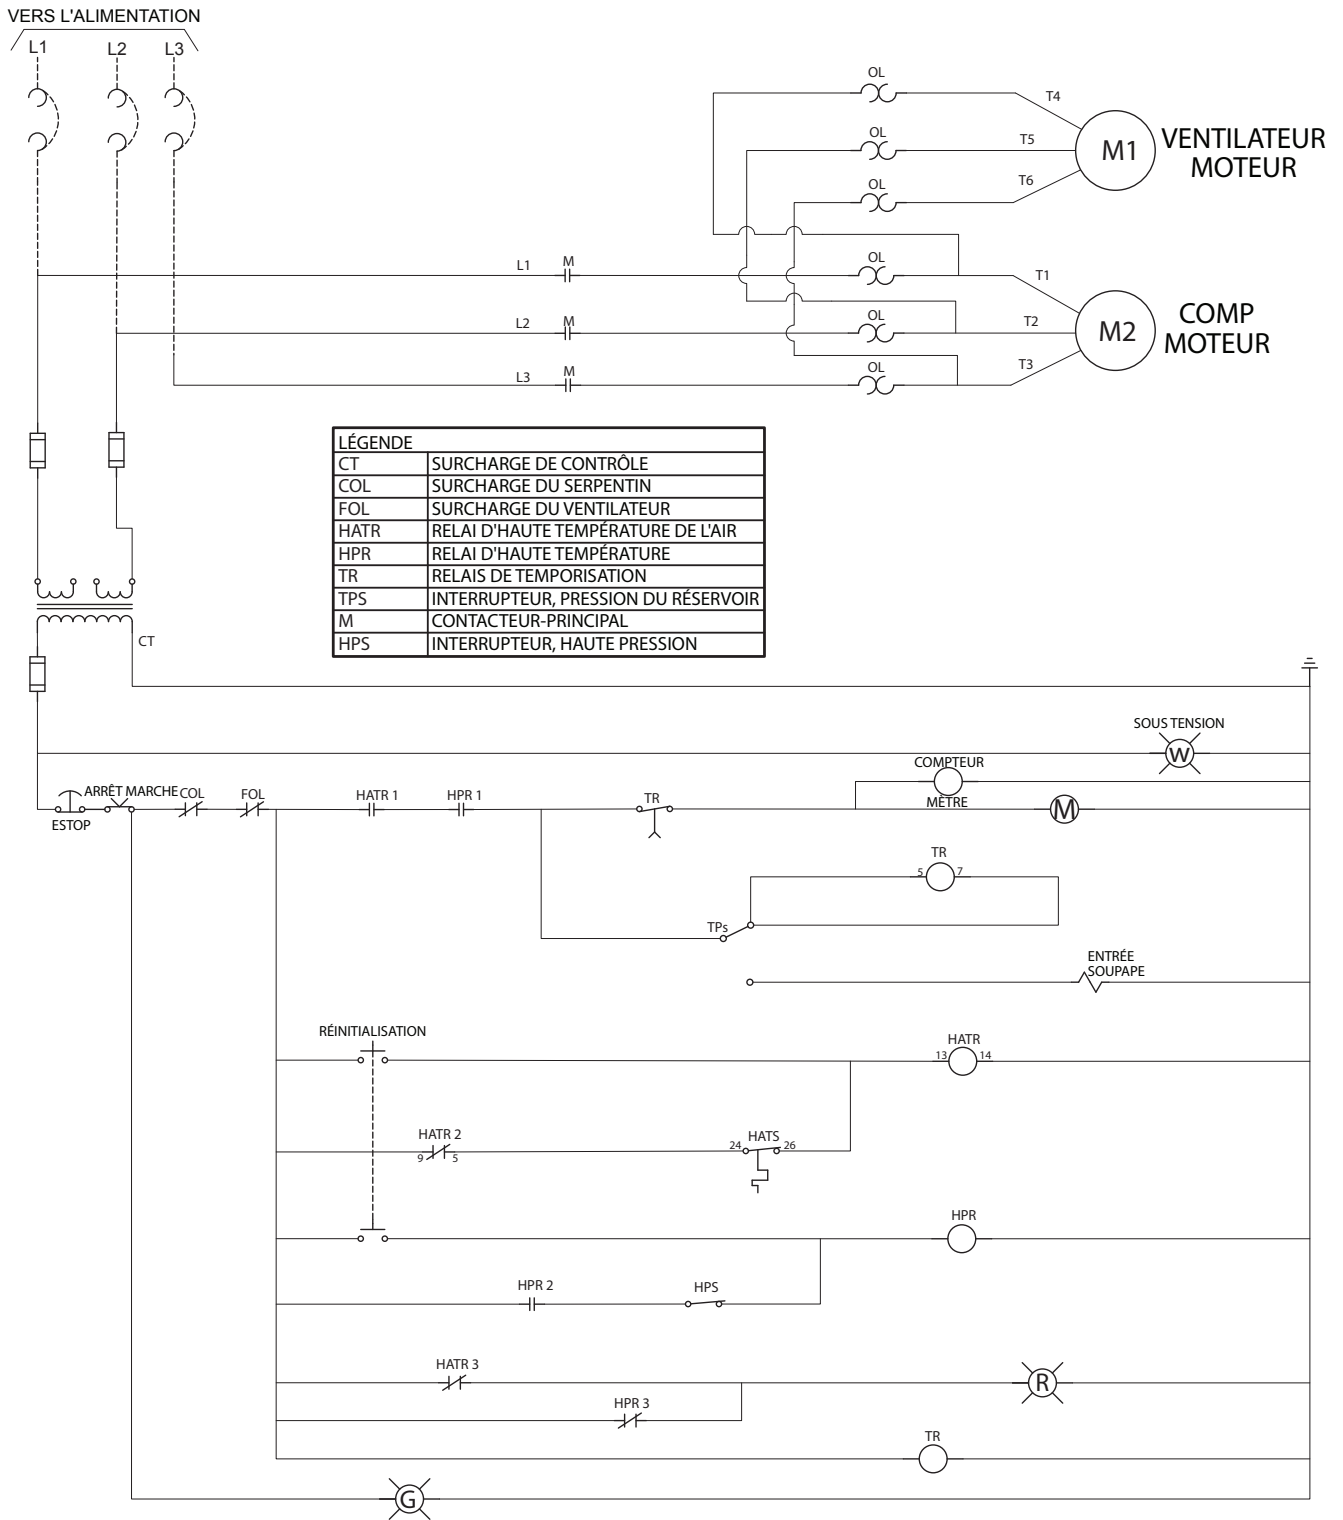 VERS L'ALIMENTATION
L1 L2 L3
OL
T4
OL
T5
M1
VENTILATEUR
MOTEUR
OL
T6
L1 M OL T1
L2 M OL T2
M2
COMP
MOTEUR
L3 M OL T3
LÉGENDE
CT SURCHARGE DE CONTRÔLE
COL SURCHARGE DU SERPENTIN
FOL SURCHARGE DU VENTILATEUR
HATR RELAI D'HAUTE TEMPÉRATURE DE L'AIR
HPR RELAI D'HAUTE TEMPÉRATURE
TR RELAIS DE TEMPORISATION
TPS INTERRUPTEUR, PRESSION DU RÉSERVOIR
M CONTACTEUR-PRINCIPAL
HPS INTERRUPTEUR, HAUTE PRESSION
CT
SOUS TENSION
W
COMPTEUR
MÈTRE
ARRÊT MARCHE COL FOL HATR 1 HPR 1 TR M
ESTOP
TR
5 7
TPs
ENTRÉE
SOUPAPE
RÉINITIALISATION
HATR
13 14
HATR 2
9 5
HATS
24 26
HPR
HPR 2 HPS
HATR 3
R
HPR 3
TR
G